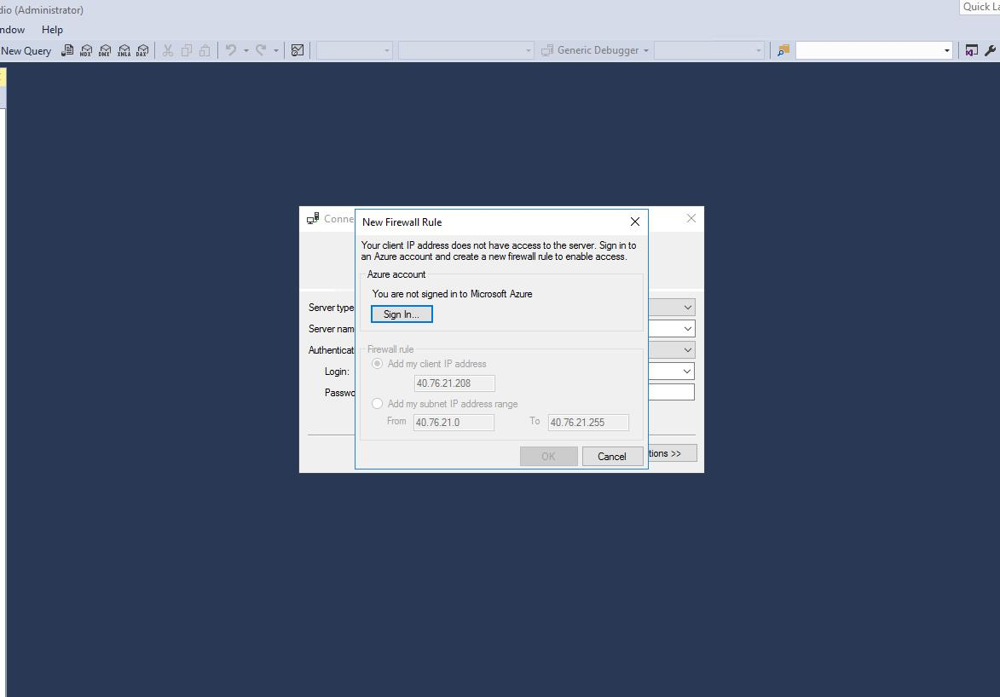 dio (Administrator)
Quick La
ndow Help
New Query MDX DMX XMLA DAX Generic Debugger
Conne
New Firewall Rule
Your client IP address does not have access to the server. Sign in to
an Azure account and create a new firewall rule to enable access.
Azure account
You are not signed in to Microsoft Azure
Server type
Sign In...
Server nam
Authenticat
Firewall rule
Add my client IP address
Login:
40.76.21.208
Passwo
Add my subnet IP address range
From 40.76.21.0 To 40.76.21.255
OK Cancel tions >>